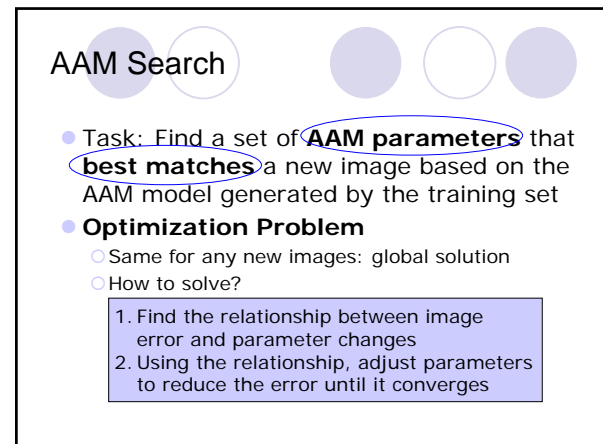 AAM Search
Task: Find a set of AAM parameters that
best matches a new image based on the
AAM model generated by the training set
Optimization Problem
Same for any new images: global solution
How to solve?
1. Find the relationship between image
error and parameter changes
2. Using the relationship, adjust parameters
to reduce the error until it converges